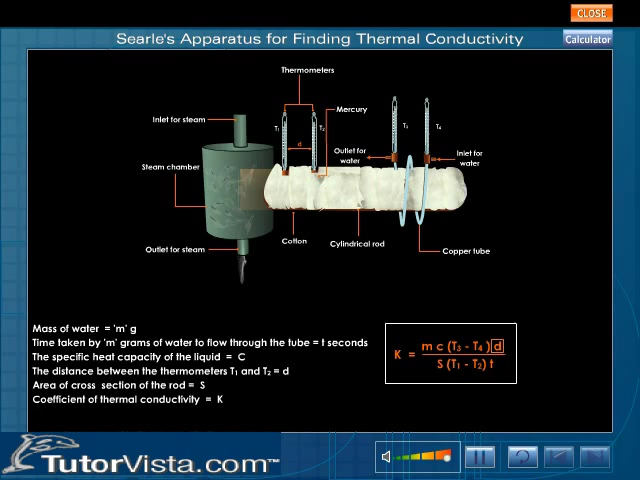 CLOSE
Searle's Apparatus for Finding Thermal Conductivity
Calculator
Thermometers
Mercury
Inlet for steam
T₁
T₂
d
T₃
T₄
Outlet for
water
Inlet for
water
Steam chamber
Outlet for steam
Cotton
Cylindrical rod
Copper tube
Mass of water = 'm' g
Time taken by 'm' grams of water to flow through the tube = t seconds
The specific heat capacity of the liquid = C
The distance between the thermometers T₁ and T₂ = d
Area of cross section of the rod = S
Coefficient of thermal conductivity = K
K = m c (T₃ - T₄ ) d
S (T₁ - T₂) t
TutorVista.com™